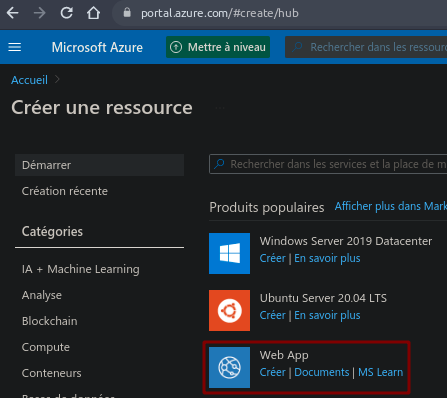 portal.azure.com/#create/hub
Microsoft Azure
Mettre à niveau
Rechercher dans les
Accueil
Créer une ressource
Démarrer
Création récente
Catégories
IA + Machine Learning
Analyse
Blockchain
Compute
Conteneurs
Rechercher dans les services et la place de
Produits populaires
Afficher plus dans
Windows Server 2019 Datacenter
Créer | En savoir plus
Ubuntu Server 20.04 LTS
Créer | En savoir plus
Web App
Créer | Documents | MS Learn